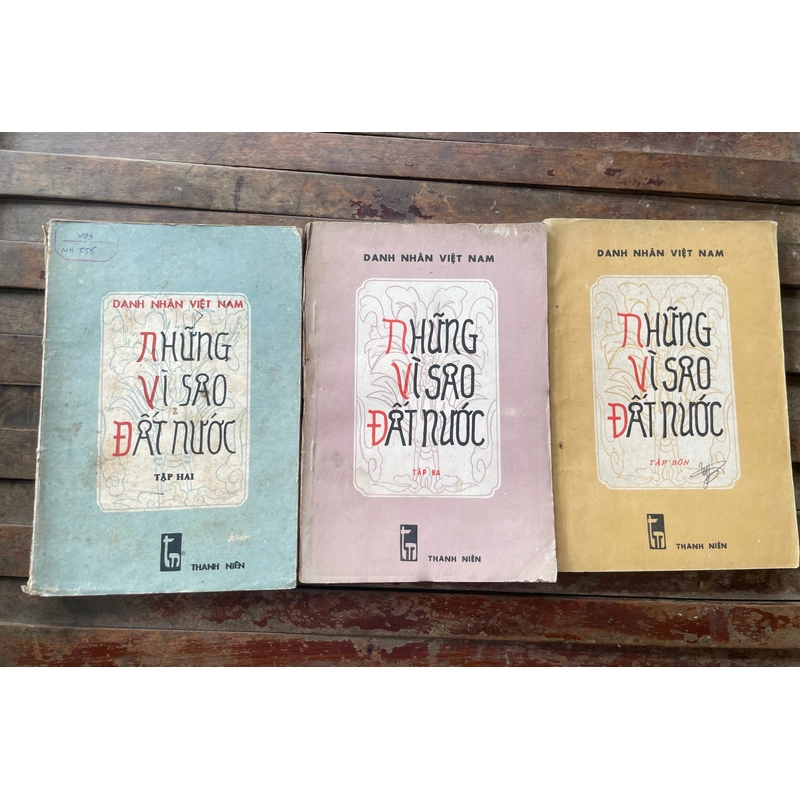 NH 556
DANH NHÂN VIỆT NAM
NHỮNG
VÌ SAO
ĐẤT NƯỚC
TẬP HAI
THANH NIÊN
DANH NHÂN VIỆT NAM
NHỮNG
VÌ SAO
ĐẤT NƯỚC
TẬP BA
THANH NIÊN
DANH NHÂN VIỆT NAM
NHỮNG
VÌ SAO
ĐẤT NƯỚC
TẬP BỐN
THANH NIÊN